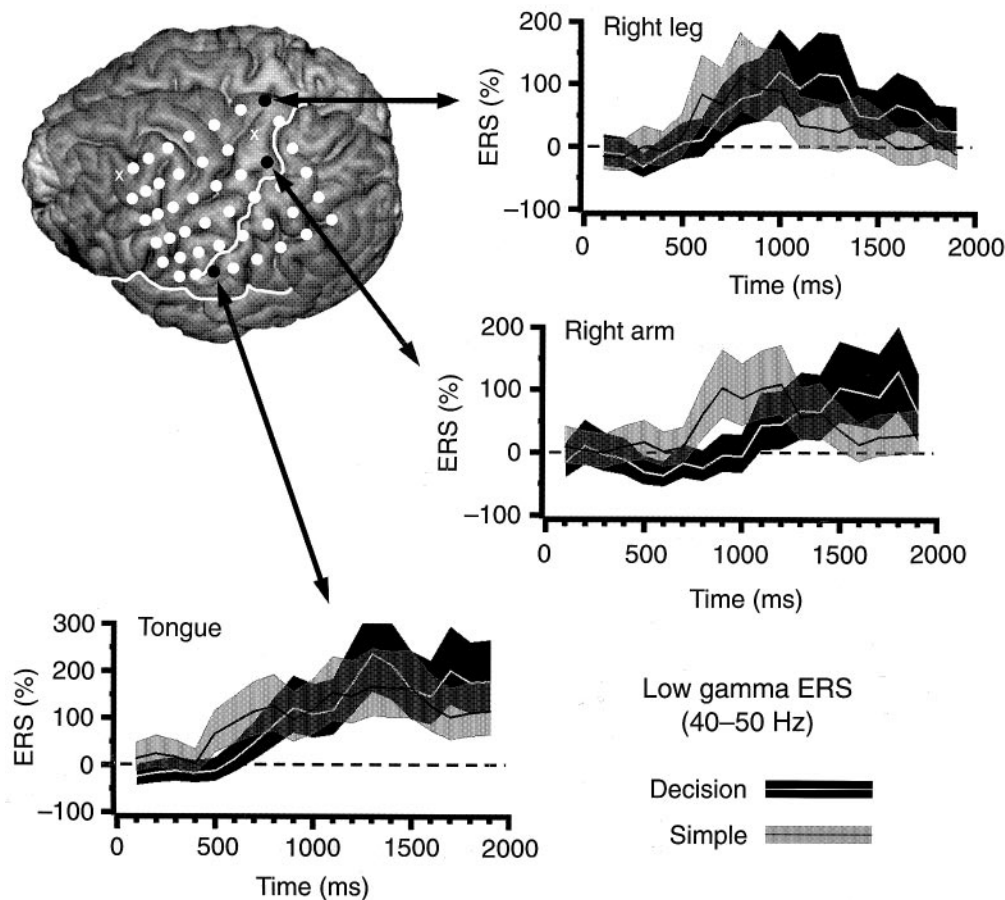 Right leg
ERS (%)
200
100
0
−100
0 500 1000 1500 2000
Time (ms)
x
x
Right arm
ERS (%)
200
100
0
−100
0 500 1000 1500 2000
Time (ms)
Tongue
ERS (%)
300
200
100
0
−100
0 500 1000 1500 2000
Time (ms)
Low gamma ERS
(40–50 Hz)
Decision
Simple